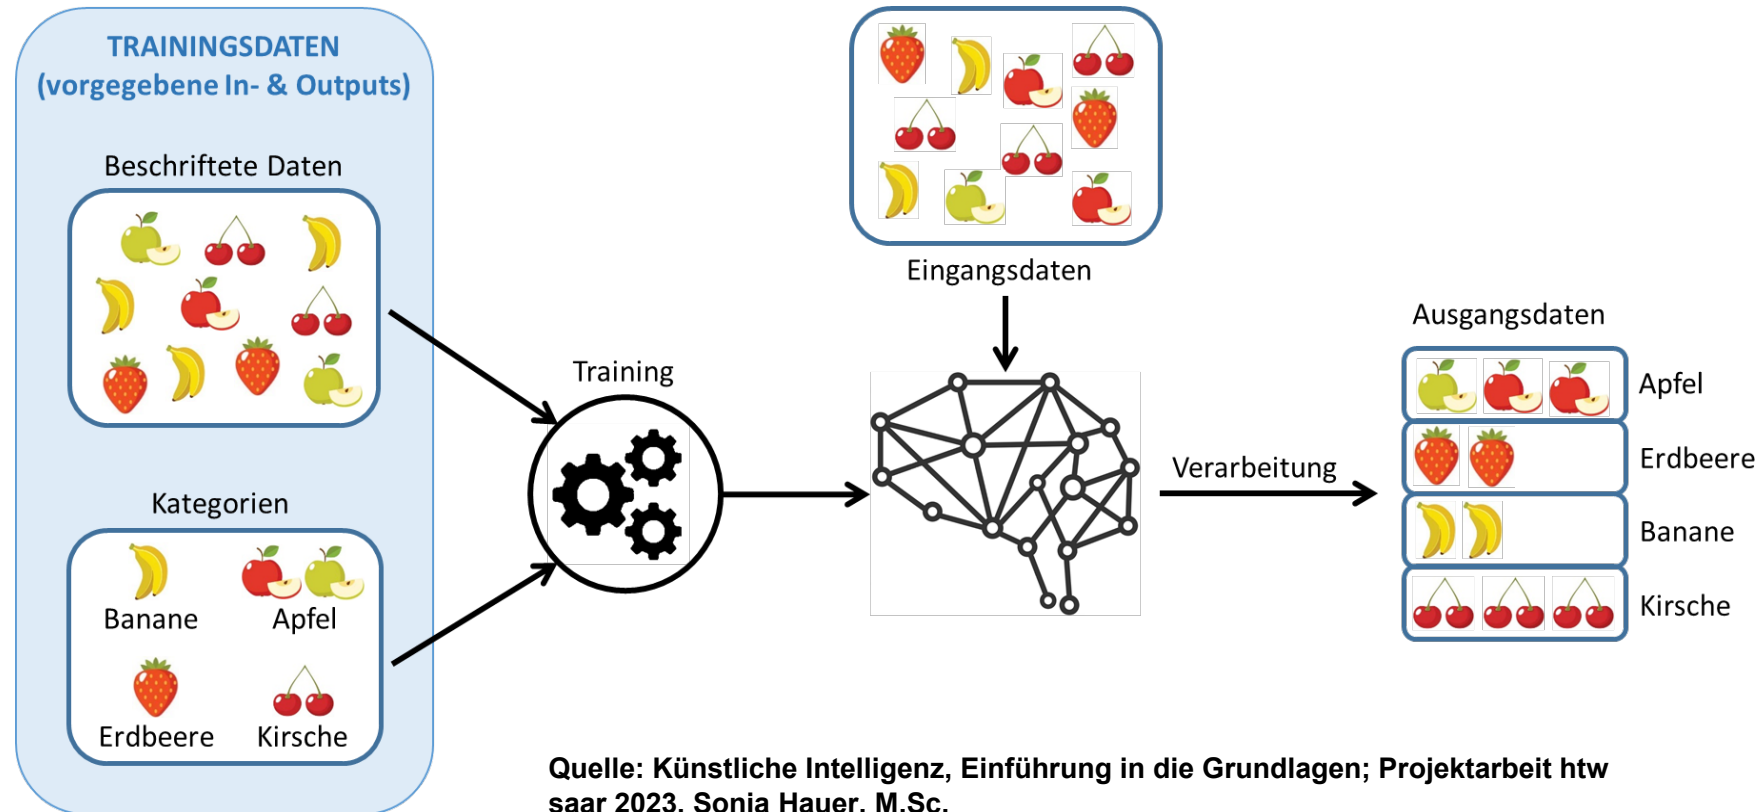 TRAININGSDATEN
(vorgegebene In- & Outputs)
Beschriftete Daten
Kategorien
Banane
Apfel
Erdbeere
Kirsche
Training
Eingangsdaten
Verarbeitung
Ausgangsdaten
Apfel
Erdbeere
Banane
Kirsche
Quelle: Künstliche Intelligenz, Einführung in die Grundlagen; Projektarbeit htw
saar 2023, Sonja Hauer, M.Sc.